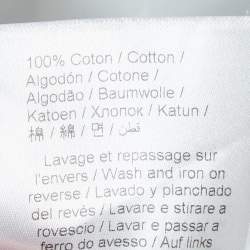 100% Coton / Cotton /
Algodón / Cotone /
Algodão / Baumwolle /
Katoen / Хлопок / Katun /
棉 / 綿 / 면 / قطن /
Lavage et repassage sur
l'envers / Wash and iron on
reverse / Lavado y planchado
del revés / Lavare e stirare a
rovescio / Lavar e passar a
ferro do avesso / Auf links